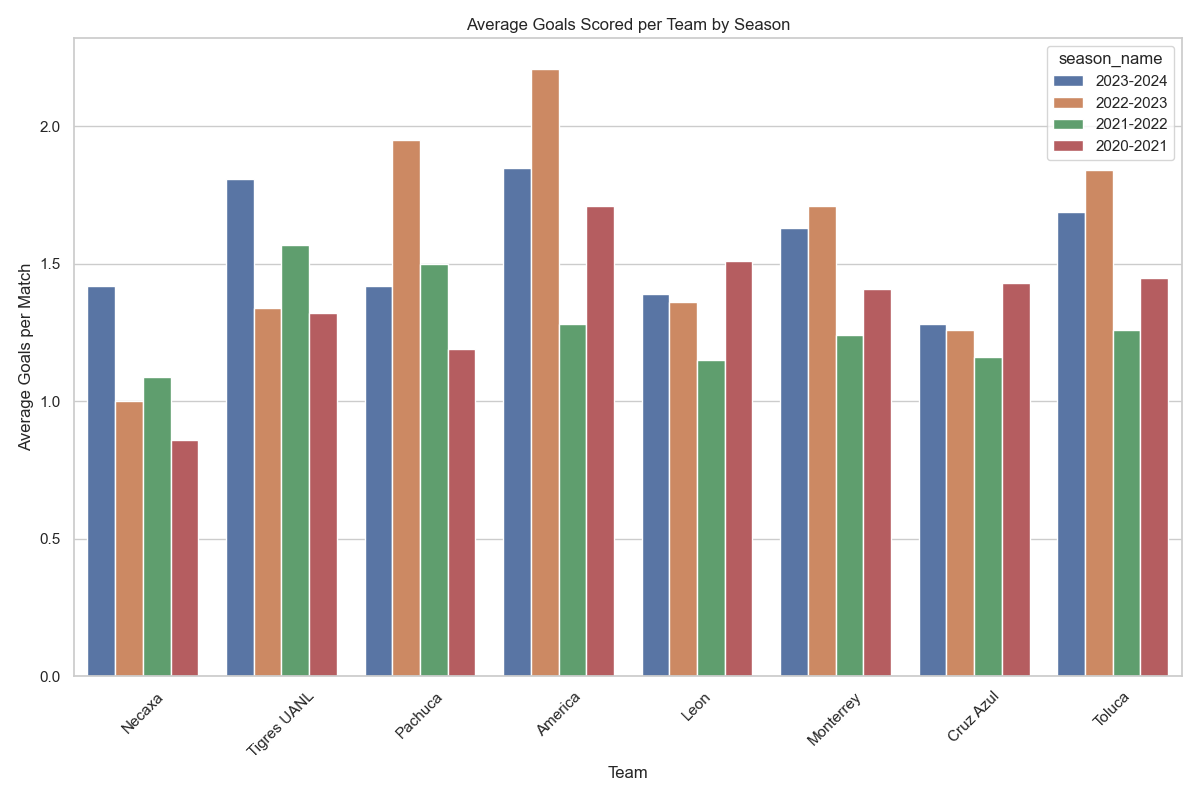 Average Goals Scored per Team by Season
season_name
2023-2024
2022-2023
2021-2022
2020-2021
Average Goals per Match
2.0
1.5
1.0
0.5
0.0
Necaxa
Tigres UANL
Pachuca
America
Leon
Monterrey
Cruz Azul
Toluca
Team